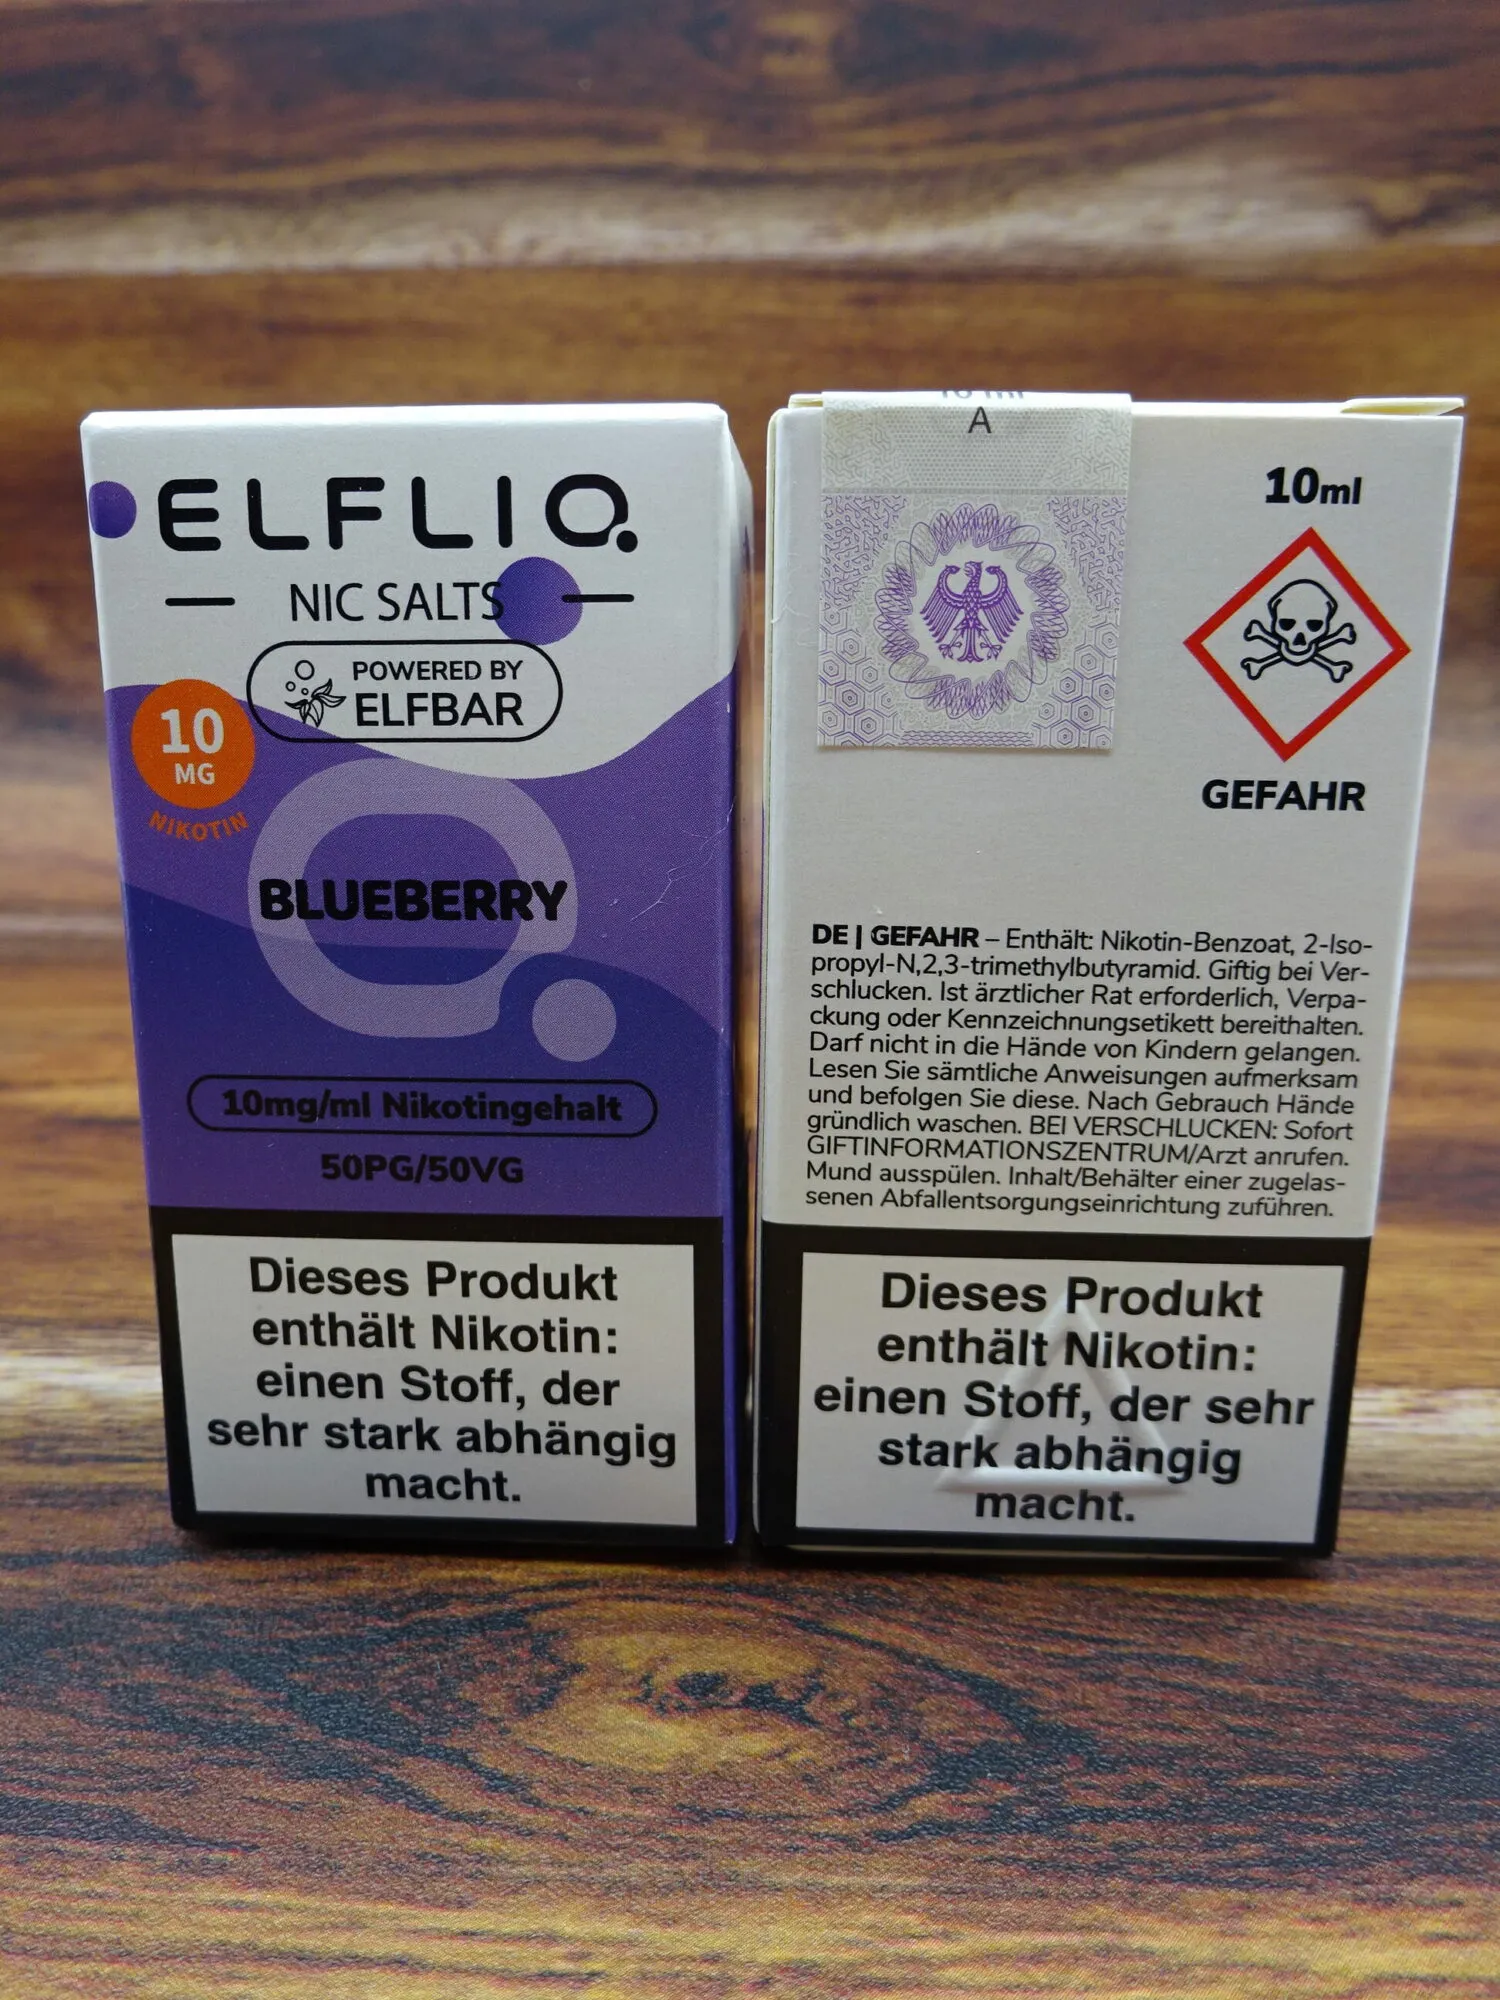 ELFLIQ
NIC SALTS
POWERED BY
ELFBAR
10
MG
NIKOTIN
BLUEBERRY
10mg/ml Nikotingehalt
50PG/50VG
Dieses Produkt
enthält Nikotin:
einen Stoff, der
sehr stark abhängig
macht.
A
10ml
GEFAHR
DE | GEFAHR – Enthält: Nikotin-Benzoat, 2-Iso-
propyl-N,2,3-trimethylbutyramid. Giftig bei Ver-
schlucken. Ist ärztlicher Rat erforderlich, Verpa-
ckung oder Kennzeichnungsetikett bereithalten.
Darf nicht in die Hände von Kindern gelangen.
Lesen Sie sämtliche Anweisungen aufmerksam
und befolgen Sie diese. Nach Gebrauch Hände
gründlich waschen. BEI VERSCHLUCKEN: Sofort
GIFTINFORMATIONSZENTRUM/Arzt anrufen.
Mund ausspülen. Inhalt/Behälter einer zugelas-
senen Abfallentsorgungseinrichtung zuführen.
Dieses Produkt
enthält Nikotin:
einen Stoff, der sehr
stark abhängig
macht.